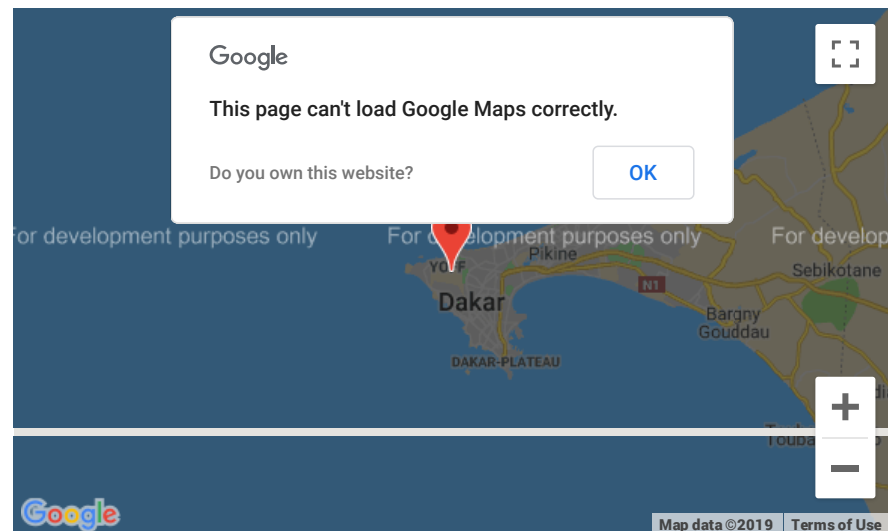 Google
This page can't load Google Maps correctly.
Do you own this website?
OK
For development purposes only
For development purposes only
For develop
YOFF
Pikine
Sebikotane
N1
Dakar
Bargny
Gouddau
DAKAR-PLATEAU
Google
Map data ©2019
Terms of Use